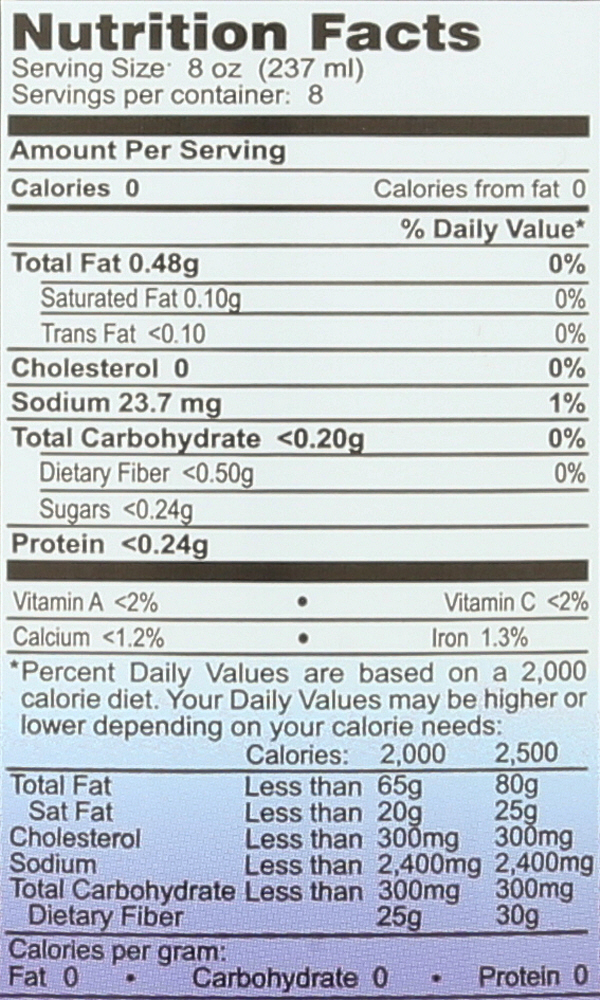 Nutrition Facts
Serving Size· 8 oz (237 ml)
Servings per container: 8
Amount Per Serving
Calories 0 Calories from fat 0
% Daily Value*
Total Fat 0.48g 0%
Saturated Fat 0.10g 0%
Trans Fat <0.10 0%
Cholesterol 0 0%
Sodium 23.7 mg 1%
Total Carbohydrate <0.20g 0%
Dietary Fiber <0.50g 0%
Sugars <0.24g
Protein <0.24g
Vitamin A <2% • Vitamin C <2%
Calcium <1.2% • Iron 1.3%
*Percent Daily Values are based on a 2,000
calorie diet. Your Daily Values may be higher or
lower depending on your calorie needs:
Calories: 2,000 2,500
Total Fat Less than 65g 80g
Sat Fat Less than 20g 25g
Cholesterol Less than 300mg 300mg
Sodium Less than 2,400mg 2,400mg
Total Carbohydrate Less than 300mg 300mg
Dietary Fiber 25g 30g
Calories per gram:
Fat 0 • Carbohydrate 0 • Protein 0